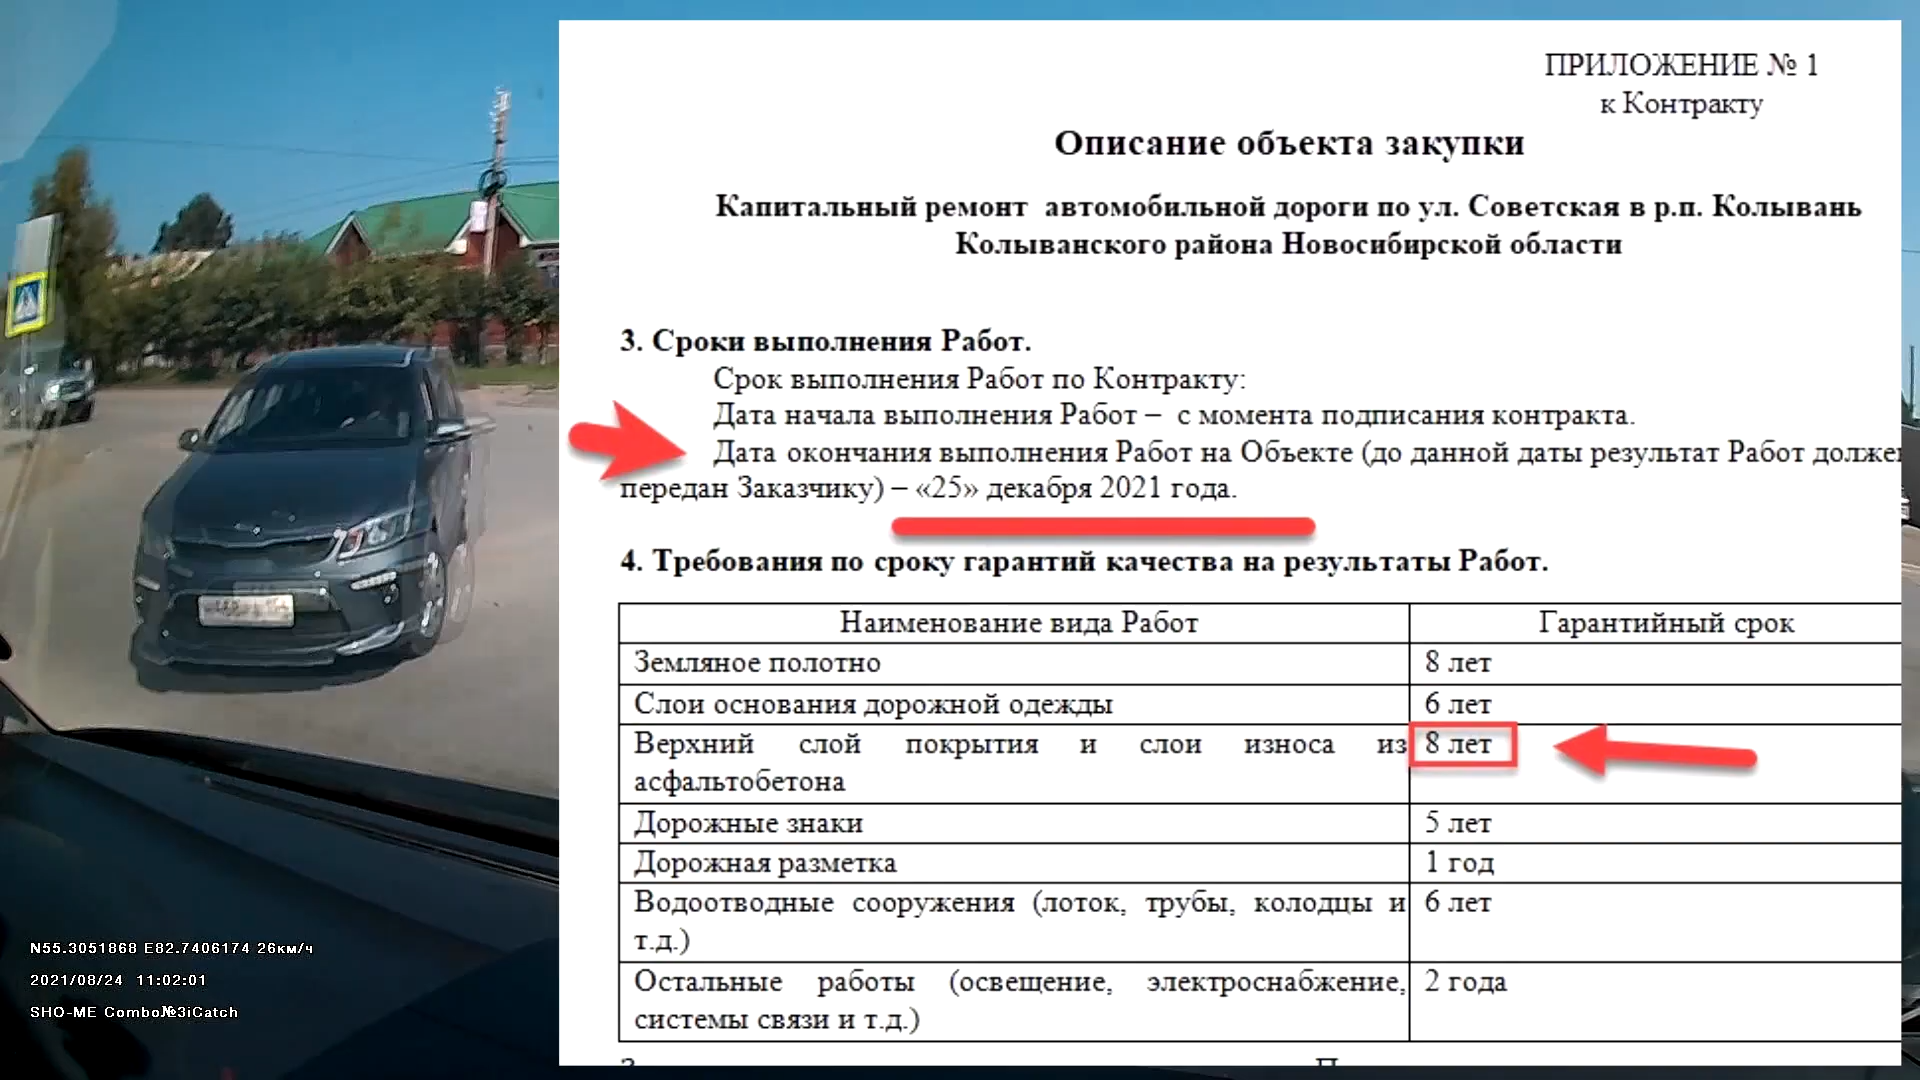 ПРИЛОЖЕНИЕ № 1
к Контракту
Описание объекта закупки
Капитальный ремонт автомобильной дороги по ул. Советская в р.п. Колывань
Колыванского района Новосибирской области
3. Сроки выполнения Работ.
Срок выполнения Работ по Контракту:
Дата начала выполнения Работ – с момента подписания контракта.
Дата окончания выполнения Работ на Объекте (до данной даты результат Работ
передан Заказчику) – «25» декабря 2021 года.
4. Требования по сроку гарантий качества на результаты Работ.
Наименование вида Работ Гарантийный срок
Земляное полотно 8 лет
Слои основания дорожной одежды 6 лет
Верхний слой покрытия и слои износа из 8 лет
асфальтобетона
Дорожные знаки 5 лет
Дорожная разметка 1 год
Водоотводные сооружения (лоток, трубы, колодцы и 6 лет
т.д.)
Остальные работы (освещение, электроснабжение, 2 года
системы связи и т.д.)
N55.3051868 E82.7406174 26км/ч
2021/08/24 11:02:01
SHO-ME Combo№3iCatch